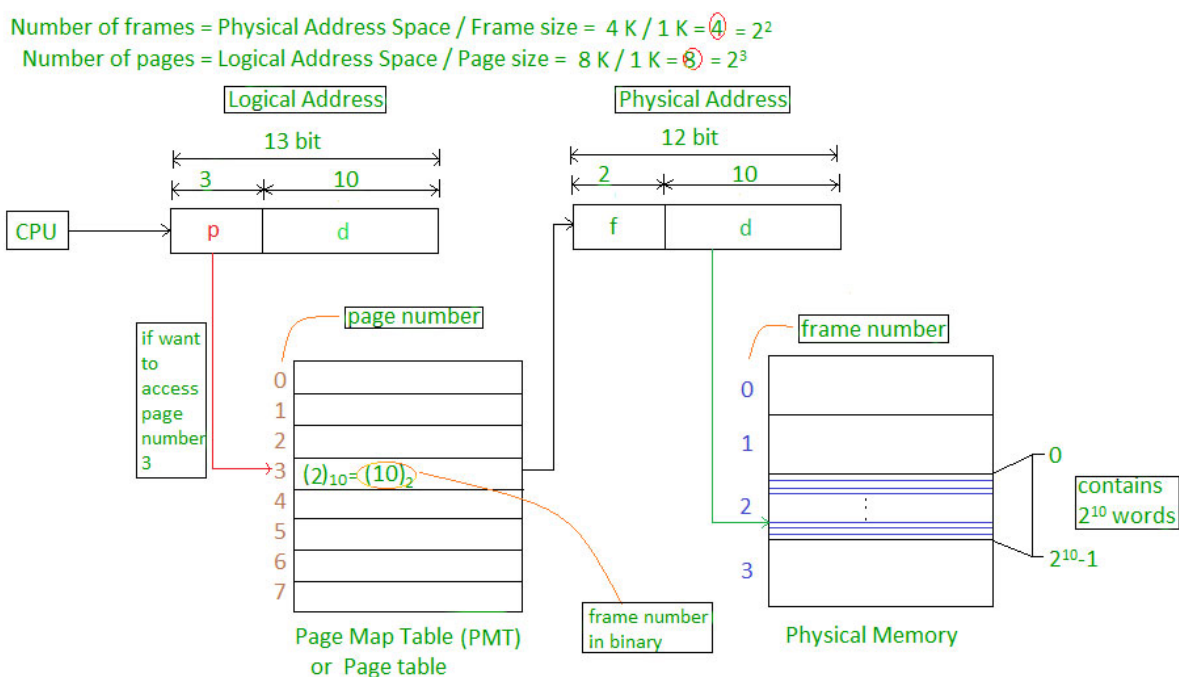 Number of frames = Physical Address Space / Frame size = 4 K / 1 K = 4 = 2²
Number of pages = Logical Address Space / Page size = 8 K / 1 K = 8 = 2³
Logical Address
Physical Address
13 bit
12 bit
3
10
2
10
CPU
p
d
f
d
if want
to
access
page
number
3
page number
0
1
2
3
(2)₁₀= (10)₂
4
5
6
7
Page Map Table (PMT)
or Page table
frame number
in binary
frame number
0
1
2
3
0
contains
2¹⁰ words
2¹⁰-1
Physical Memory